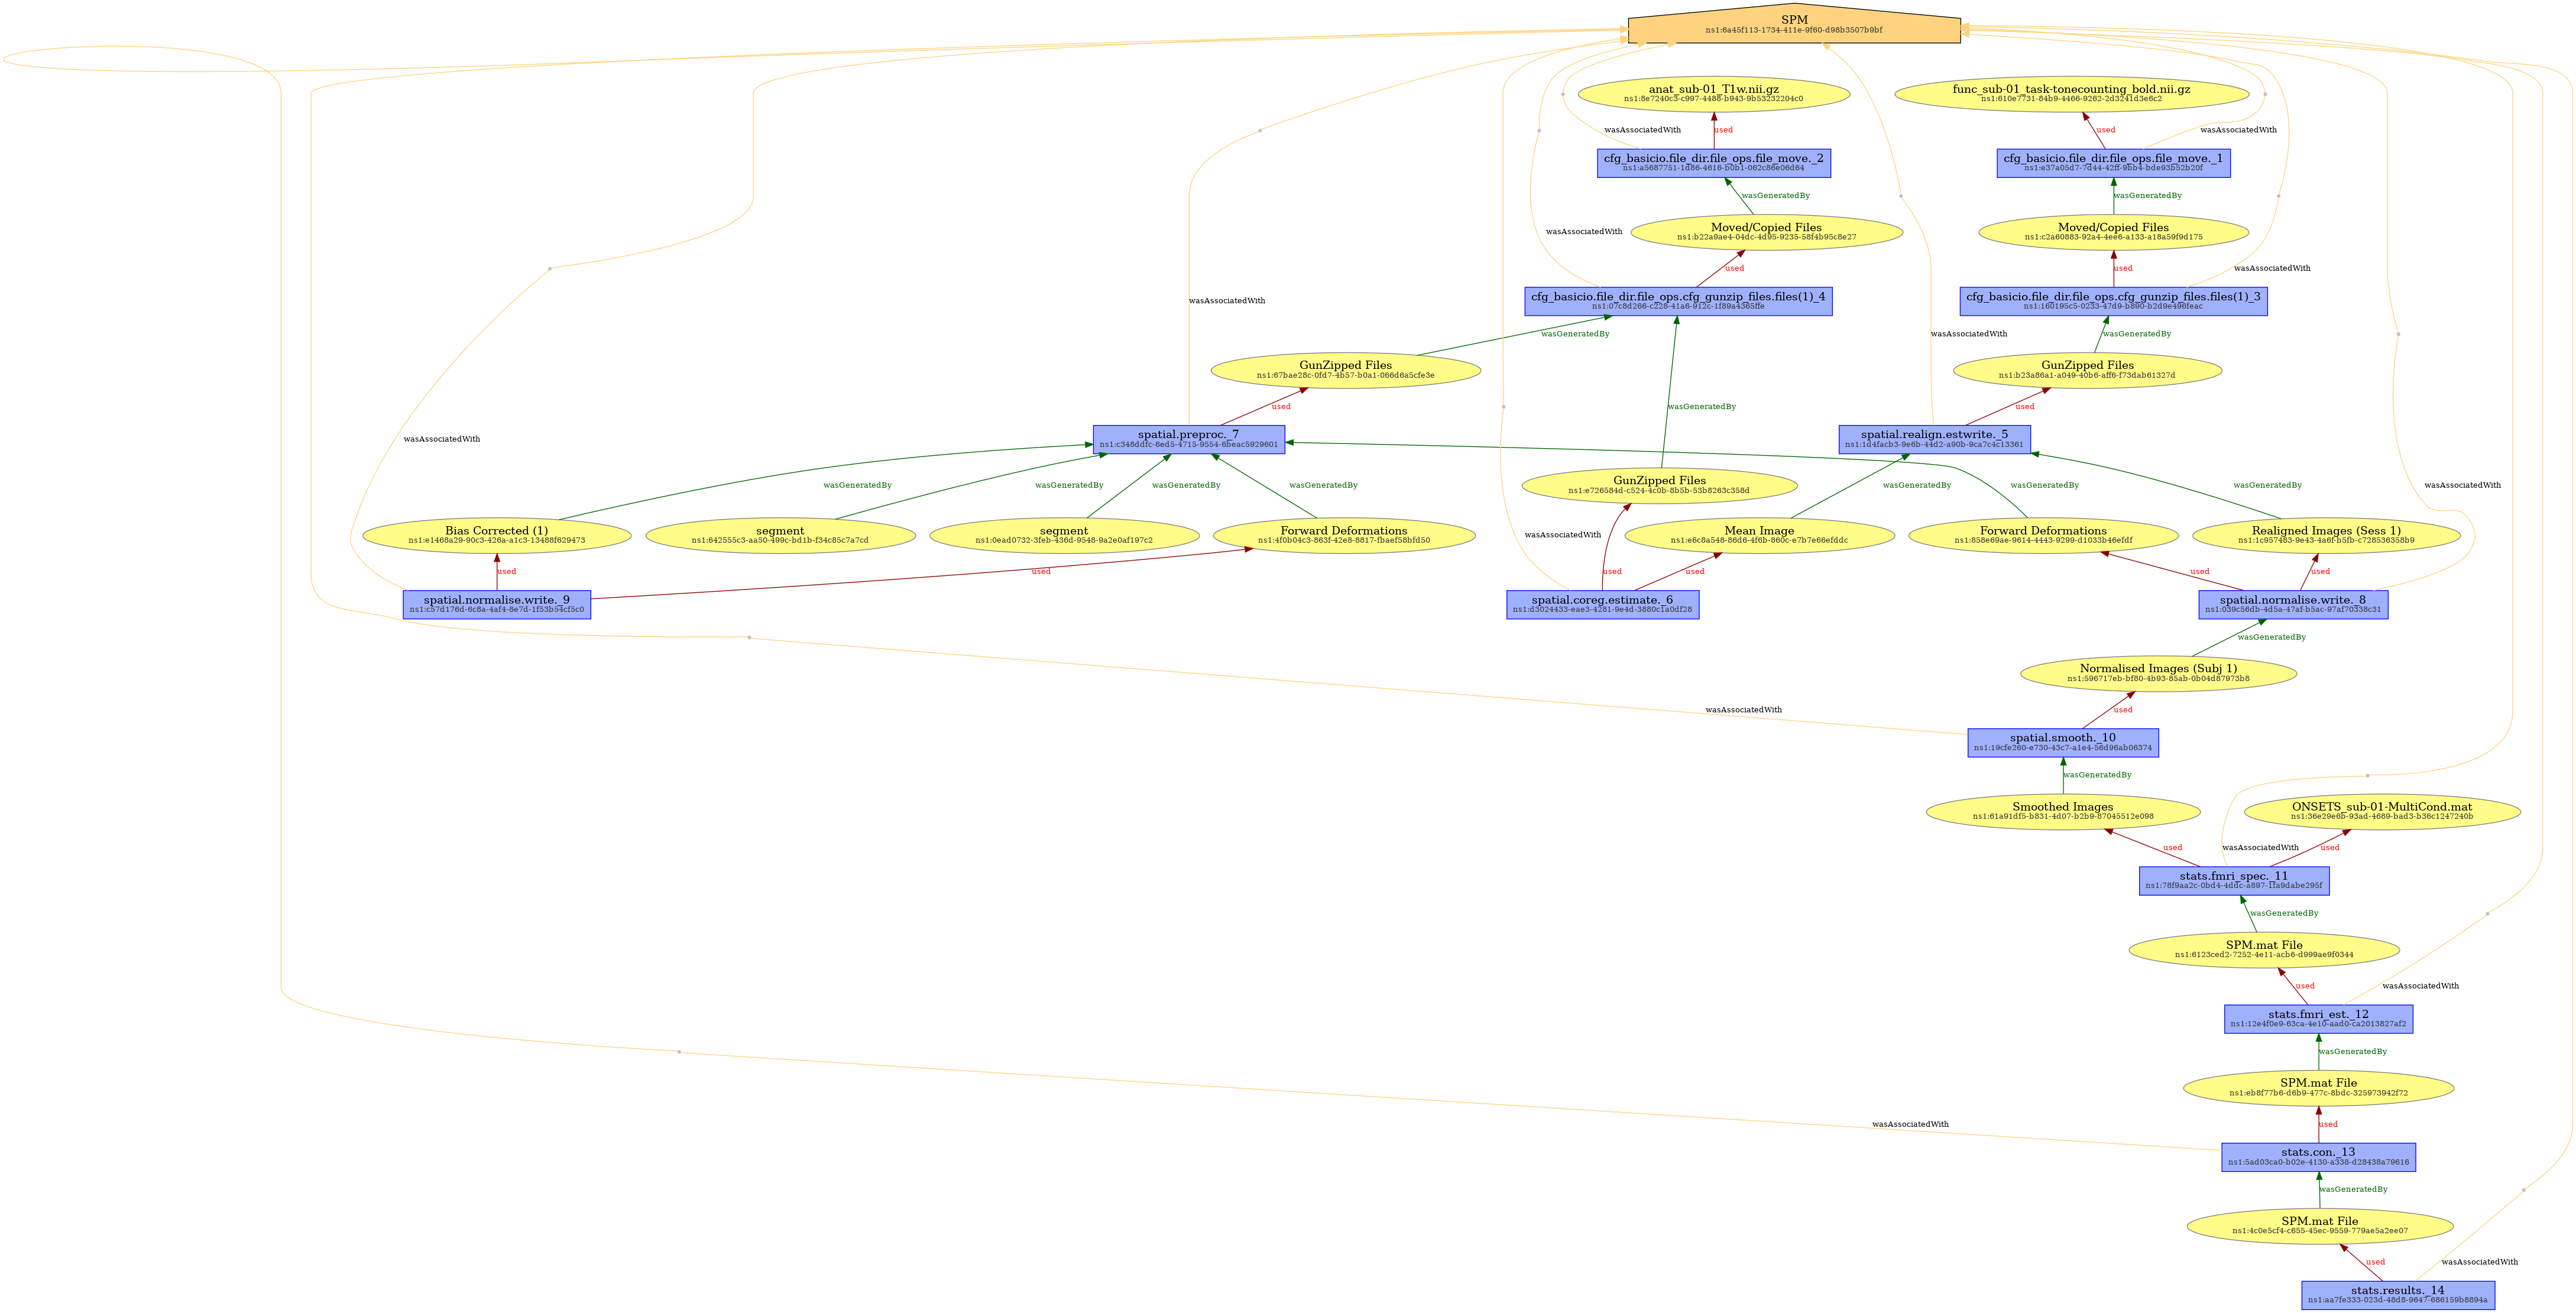 SPM
ns1:6a45f113-1734-411e-9f60-d98b3507b9bf
anat_sub-01_T1w.nii.gz
ns1:8e7240c3-c997-4488-b943-9b53232204c0
func_sub-01_task-tonecounting_bold.nii.gz
ns1:610e7731-84b9-4466-9262-2d3241d3e6c2
wasAssociatedWith
used
used
wasAssociatedWith
cfg_basicio.file_dir.file_ops.file_move._2
ns1:a5687751-1d86-4616-b0b1-062c86e06d64
cfg_basicio.file_dir.file_ops.file_move._1
ns1:e37a05d7-7d44-42ff-9bb4-bde93b52b20f
wasGeneratedBy
wasGeneratedBy
Moved/Copied Files
ns1:b22a9ae4-04dc-4d95-9235-58f4b95c8e27
Moved/Copied Files
ns1:c2a60883-92a4-4ee6-a133-a18a59f9d175
wasAssociatedWith
used
used
wasAssociatedWith
cfg_basicio.file_dir.file_ops.cfg_gunzip_files.files(1)_4
ns1:07c8d266-c228-41a6-912c-1f89a4365ffe
cfg_basicio.file_dir.file_ops.cfg_gunzip_files.files(1)_3
ns1:160195c5-0233-47d9-b890-b2d9e496feac
wasAssociatedWith
wasGeneratedBy
wasAssociatedWith
wasGeneratedBy
GunZipped Files
ns1:67bae28c-0fd7-4b57-b0a1-066d6a5cfe3e
GunZipped Files
ns1:b23a86a1-a049-40b6-aff6-f73dab61327d
used
wasGeneratedBy
used
wasAssociatedWith
spatial.preproc._7
ns1:c348ddfc-6ed5-4715-9554-6beac5929601
spatial.realign.estwrite._5
ns1:1d4facb3-9e6b-44d2-a90b-9ca7c4c13361
wasGeneratedBy
wasGeneratedBy
wasGeneratedBy
wasGeneratedBy
GunZipped Files
ns1:e726584d-c524-4c0b-8b5b-53b8263c358d
wasGeneratedBy
wasGeneratedBy
wasGeneratedBy
wasAssociatedWith
Bias Corrected (1)
ns1:e1468a29-90c3-426a-a1c3-13488f629473
segment
ns1:642555c3-aa50-499c-bd1b-f34c85c7a7cd
segment
ns1:0ead0732-3feb-436d-9548-9a2e0af197c2
Forward Deformations
ns1:4f0b04c3-863f-42e8-8817-fbaef58bfd50
wasAssociatedWith
Mean Image
ns1:e6c8a548-86d6-4f6b-860c-e7b7e66efddc
Forward Deformations
ns1:858e69ae-9614-4443-9299-d1033b46efdf
Realigned Images (Sess 1)
ns1:1c957483-9e43-4a6f-b5fb-c728536358b9
used
used
used
used
used
used
spatial.normalise.write._9
ns1:c57d176d-6c8a-4af4-8e7d-1f53b54cf5c0
spatial.coreg.estimate._6
ns1:d3024433-eae3-4281-9e4d-3880c1a0df28
spatial.normalise.write._8
ns1:039c56db-4d5a-47af-b5ac-97af70338c31
wasGeneratedBy
Normalised Images (Subj 1)
ns1:596717eb-bf80-4b93-85ab-0b04d87973b8
wasAssociatedWith
used
spatial.smooth._10
ns1:19cfe260-e730-43c7-a1e4-56d96ab06374
wasGeneratedBy
Smoothed Images
ns1:61a91df5-b831-4d07-b2b9-87045512e098
ONSETS_sub-01-MultiCond.mat
ns1:36e29e6b-93ad-4689-bad3-b36c1247240b
used
wasAssociatedWith
used
stats.fmri_spec._11
ns1:78f9aa2c-0bd4-4ddc-a897-1fa9dabe295f
wasGeneratedBy
SPM.mat File
ns1:6123ced2-7252-4e11-acb6-d999ae9f0344
used
wasAssociatedWith
stats.fmri_est._12
ns1:12e4f0e9-63ca-4e10-aad0-ca2013827af2
wasGeneratedBy
SPM.mat File
ns1:eb8f77b6-d6b9-477c-8bdc-325973942f72
wasAssociatedWith
used
stats.con._13
ns1:5ad03ca0-b02e-4130-a338-d28438a79616
wasGeneratedBy
SPM.mat File
ns1:4c0e5cf4-c655-45ec-9559-779ae5a2ee07
used
wasAssociatedWith
stats.results._14
ns1:aa7fe333-023d-48d8-9647-686159b8894a